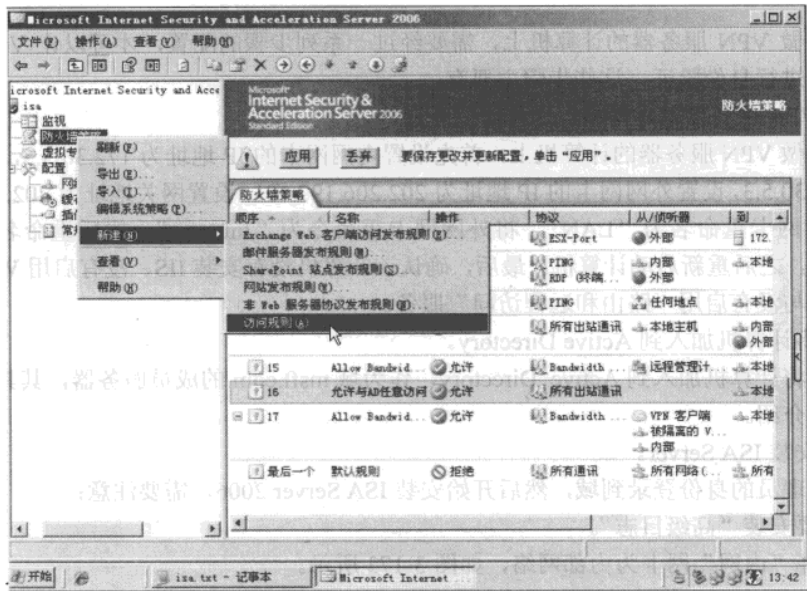 Microsoft Internet Security and Acceleration Server 2006
文件(F) 操作(A) 查看(V) 帮助(H)
icrosoft Internet Security and Acce
isa
监视
防火墙策略
虚拟专
配置
网
缓存
插
常
刷新(F)
导出(E)...
导入(I)...
编辑系统策略(P)
新建(N)
查看(V)
帮助(H)
Exchange Web 客户端访问发布规则(E)
邮件服务器发布规则(M)
SharePoint 站点发布规则(S)
网站发布规则(W)
非 Web 服务器协议发布规则(N)
访问规则(A)
Microsoft
Internet Security &
Acceleration Server 2006
Standard Edition
防火墙策略
应用 丢弃 要保存更改并更新配置，单击“应用”。
防火墙策略
顺序 名称 操作 协议 从/侦听器 到
ESX-Port 外部 172.
PING 内部 本地
RDP (终端... 外部
PING 任何地点 本地
所有出站通讯 本地主机 内部
外部
15 Allow Bandwid 允许 Bandwidth ... 远程管理计 本地
16 允许与AD任意访问 允许 所有出站通讯
17 Allow Bandwid... 允许 Bandwidth ... VPN 客户端 本地
被隔离的 V...
内部
最后一个 默认规则 拒绝 所有通讯 所有网络(... 所有
开始 isa.txt - 记事本 Microsoft Internet 13:42